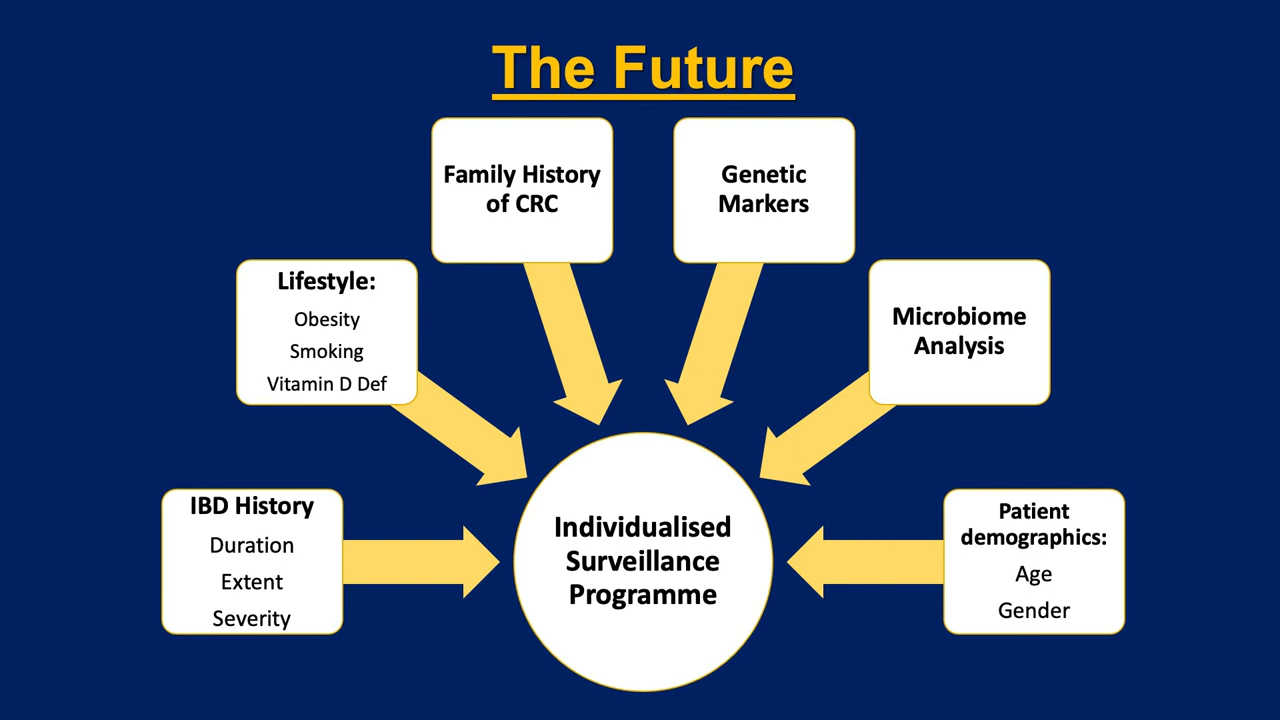 The Future
Family History
of CRC
Genetic
Markers
Lifestyle:
Obesity
Smoking
Vitamin D Def
Microbiome
Analysis
IBD History
Duration
Extent
Severity
Individualised
Surveillance
Programme
Patient
demographics:
Age
Gender